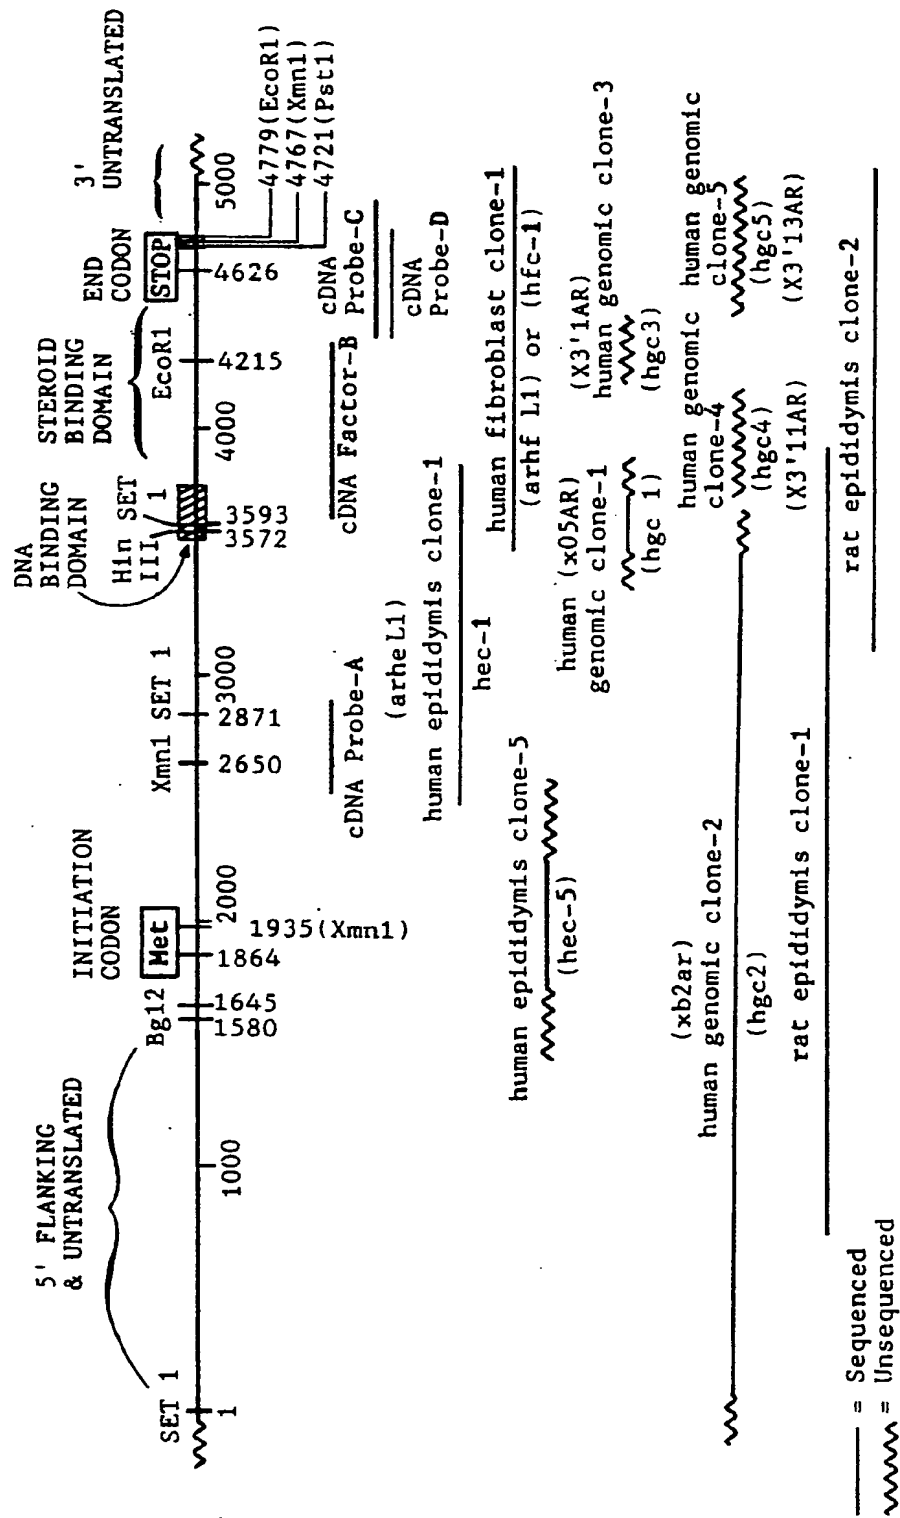 5' FLANKING
& UNTRANSLATED
INITIATION
CODON
DNA
BINDING
DOMAIN
STEROID
BINDING
DOMAIN
END
CODON
3'
UNTRANSLATED
SET 1
Bg12
Met
Xmn1 SET 1
Hin SET
III 1
EcoR1
STOP
1
1000
1580
1645
1864
1935(Xmn1)
2000
2650
2871
3000
3572
3593
4000
4215
4626
5000
4779(EcoR1)
4767(Xmn1)
4721(Pst1)
cDNA Probe-A
cDNA Factor-B
cDNA
Probe-C
cDNA
Probe-D
(arhe L1)
human epididymis clone-1
hec-1
human fibroblast clone-1
(arhf L1) or (hfc-1)
human epididymis clone-5
(hec-5)
human (x05AR)
genomic clone-1
(hgc 1)
(X3'1AR)
human genomic clone-3
(hgc3)
(xb2ar)
human genomic clone-2
(hgc2)
human genomic
clone-4
(hgc4)
(X3'11AR)
human genomic
clone-5
(hgc5)
(X3'13AR)
rat epididymis clone-1
rat epididymis clone-2
= Sequenced
= Unsequenced